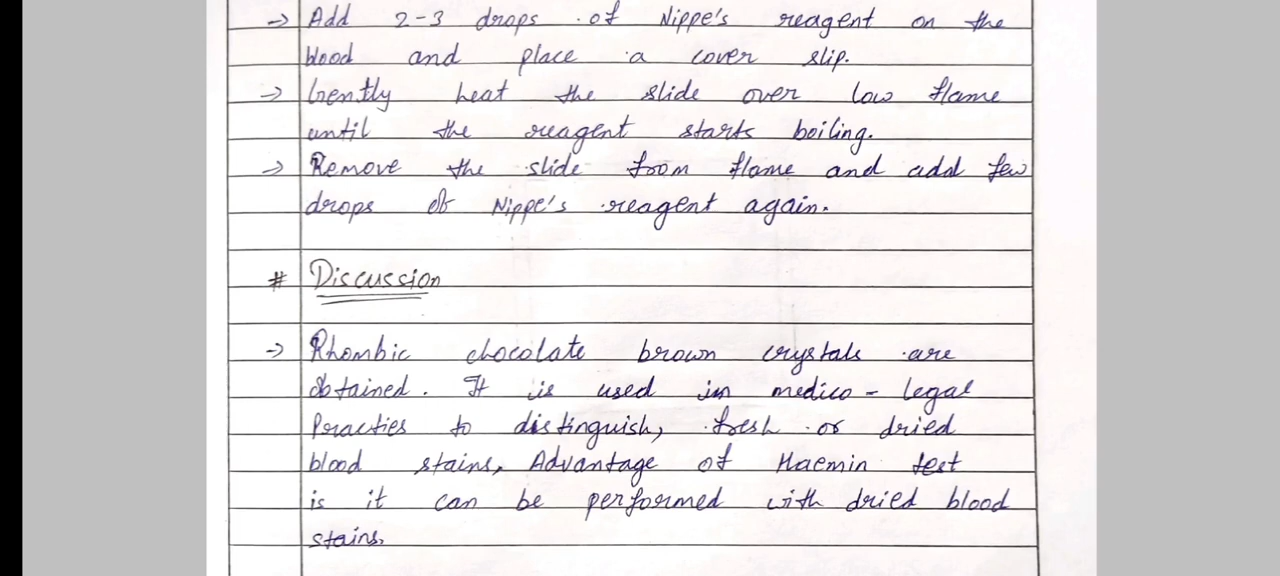 → Add 2-3 drops of Nippe's reagent on the
blood and place a cover slip.
→ Gently heat the slide over low flame
until the reagent starts boiling.
→ Remove the slide from flame and add few
drops of Nippe's reagent again.
# Discussion
→ Rhombic chocolate brown crystals are
obtained. It is used in medico-legal
Practies to distinguish, fresh or dried
blood stains, Advantage of Haemin test
is it can be performed with dried blood
stains.